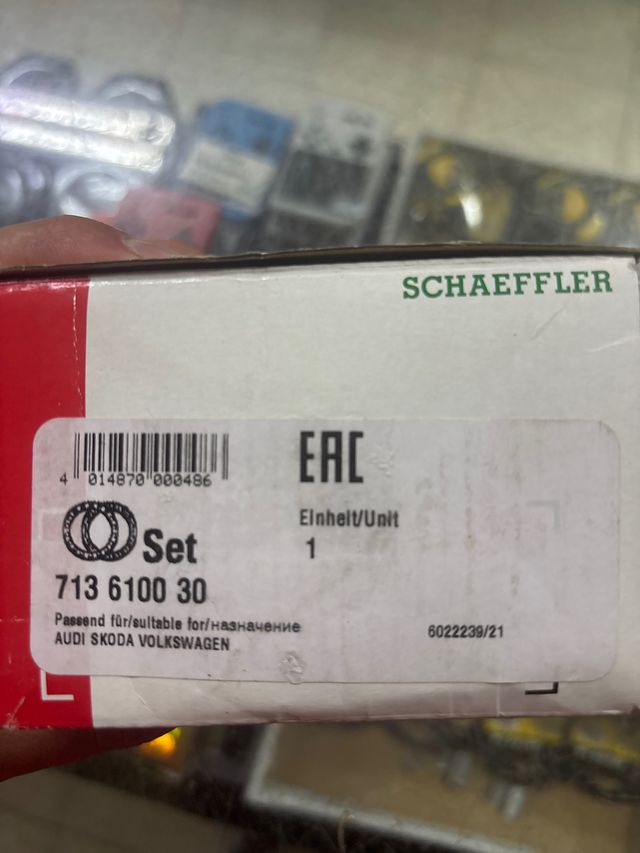 SCHAEFFLER
4 014870 000486
EAC
Einheit/Unit
1
Set
713 6100 30
Passend für/suitable for/назначение
AUDI SKODA VOLKSWAGEN
6022239/21